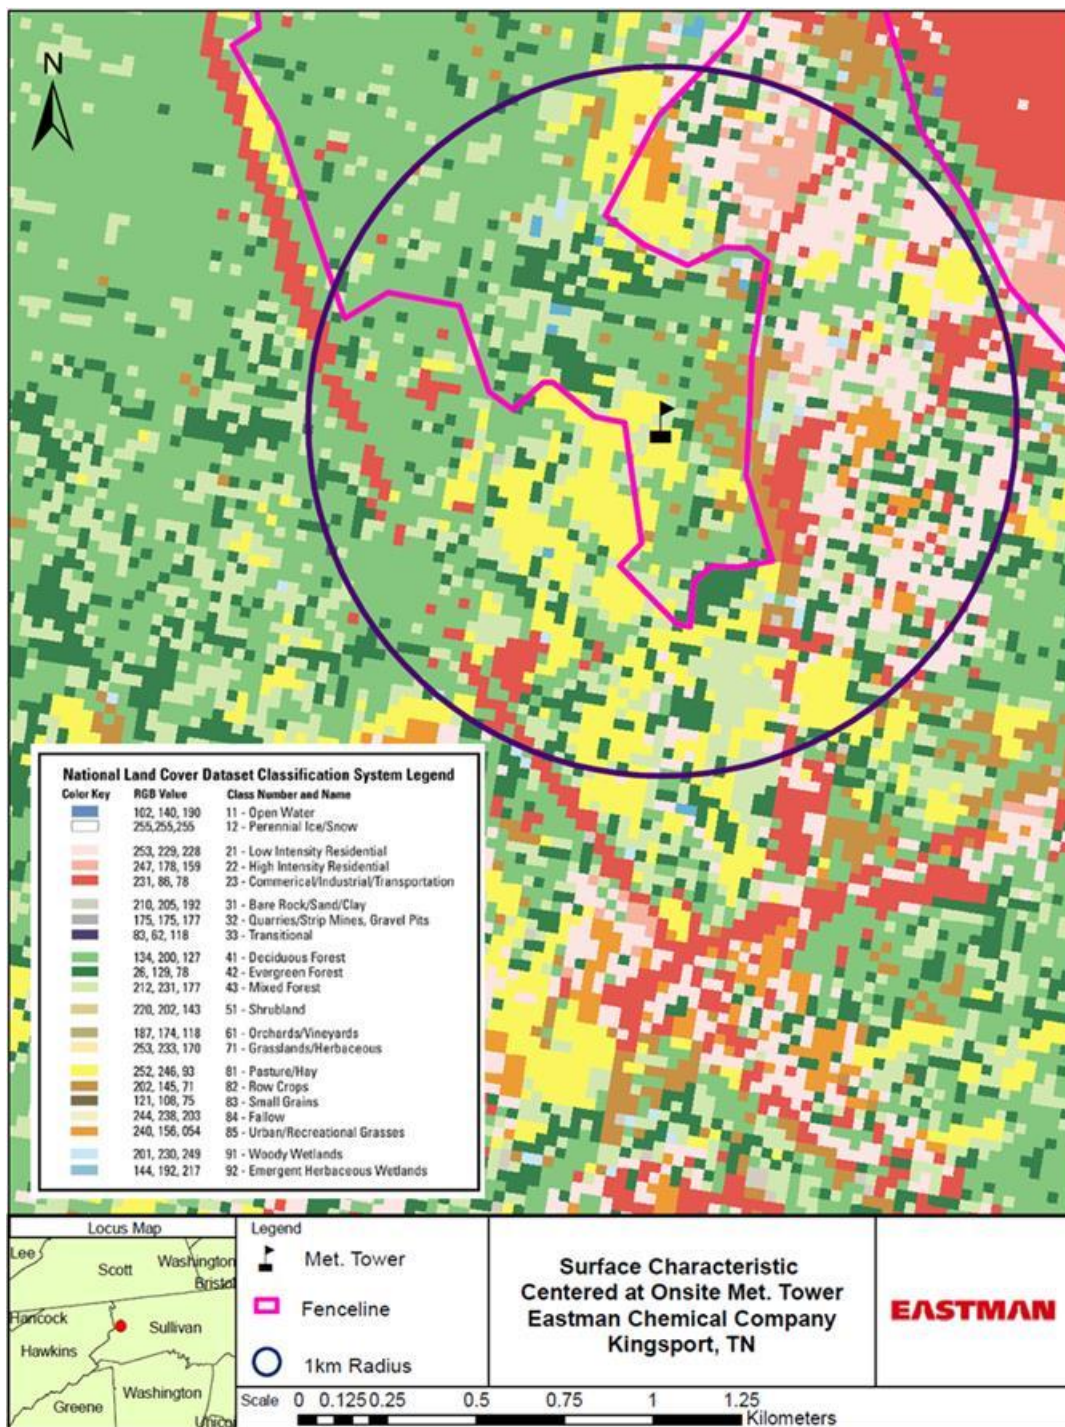 N
National Land Cover Dataset Classification System Legend
Color Key RGB Value Class Number and Name
102, 140, 190 11 - Open Water
255,255,255 12 - Perennial Ice/Snow
253, 229, 228 21 - Low Intensity Residential
247, 178, 159 22 - High Intensity Residential
231, 86, 78 23 - Commerical/Industrial/Transportation
210, 205, 192 31 - Bare Rock/Sand/Clay
175, 175, 177 32 - Quarries/Strip Mines, Gravel Pits
83, 62, 118 33 - Transitional
134, 200, 127 41 - Deciduous Forest
26, 129, 78 42 - Evergreen Forest
212, 231, 177 43 - Mixed Forest
220, 202, 143 51 - Shrubland
187, 174, 118 61 - Orchards/Vineyards
253, 233, 170 71 - Grasslands/Herbaceous
252, 246, 93 81 - Pasture/Hay
202, 145, 71 82 - Row Crops
121, 108, 75 83 - Small Grains
244, 238, 203 84 - Fallow
240, 156, 054 85 - Urban/Recreational Grasses
201, 230, 249 91 - Woody Wetlands
144, 192, 217 92 - Emergent Herbaceous Wetlands
Locus Map
Lee
Scott
Washington
Bristol
Hancock
Sullivan
Hawkins
Washington
Greene
Unicoi
Legend
Met. Tower
Fenceline
1km Radius
Surface Characteristic
Centered at Onsite Met. Tower
Eastman Chemical Company
Kingsport, TN
EASTMAN
Scale 0 0.125 0.25 0.5 0.75 1 1.25
Kilometers